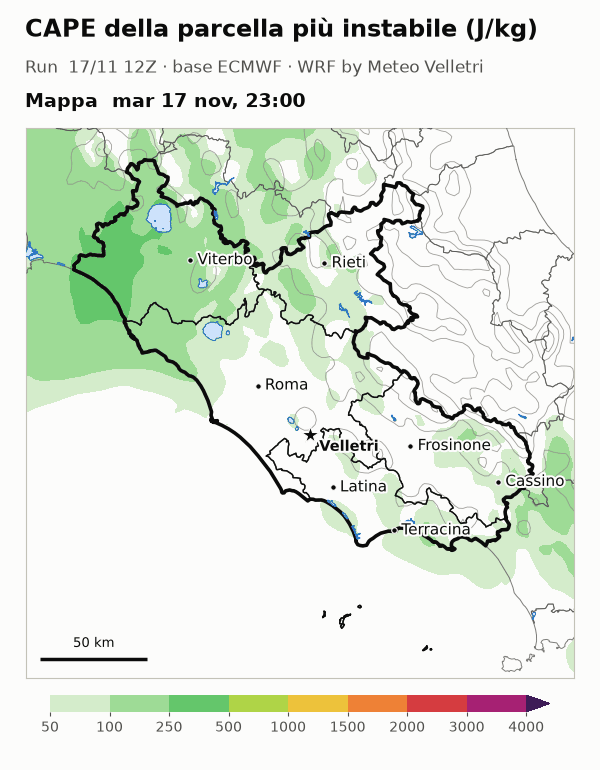 CAPE della parcella più instabile (J/kg)
Run  17/11 12Z · base ECMWF · WRF by Meteo Velletri
Mappa  mar 17 nov, 23:00
Viterbo
Rieti
Roma
Velletri
Frosinone
Cassino
Latina
Terracina
50 km
50 100 250 500 1000 1500 2000 3000 4000